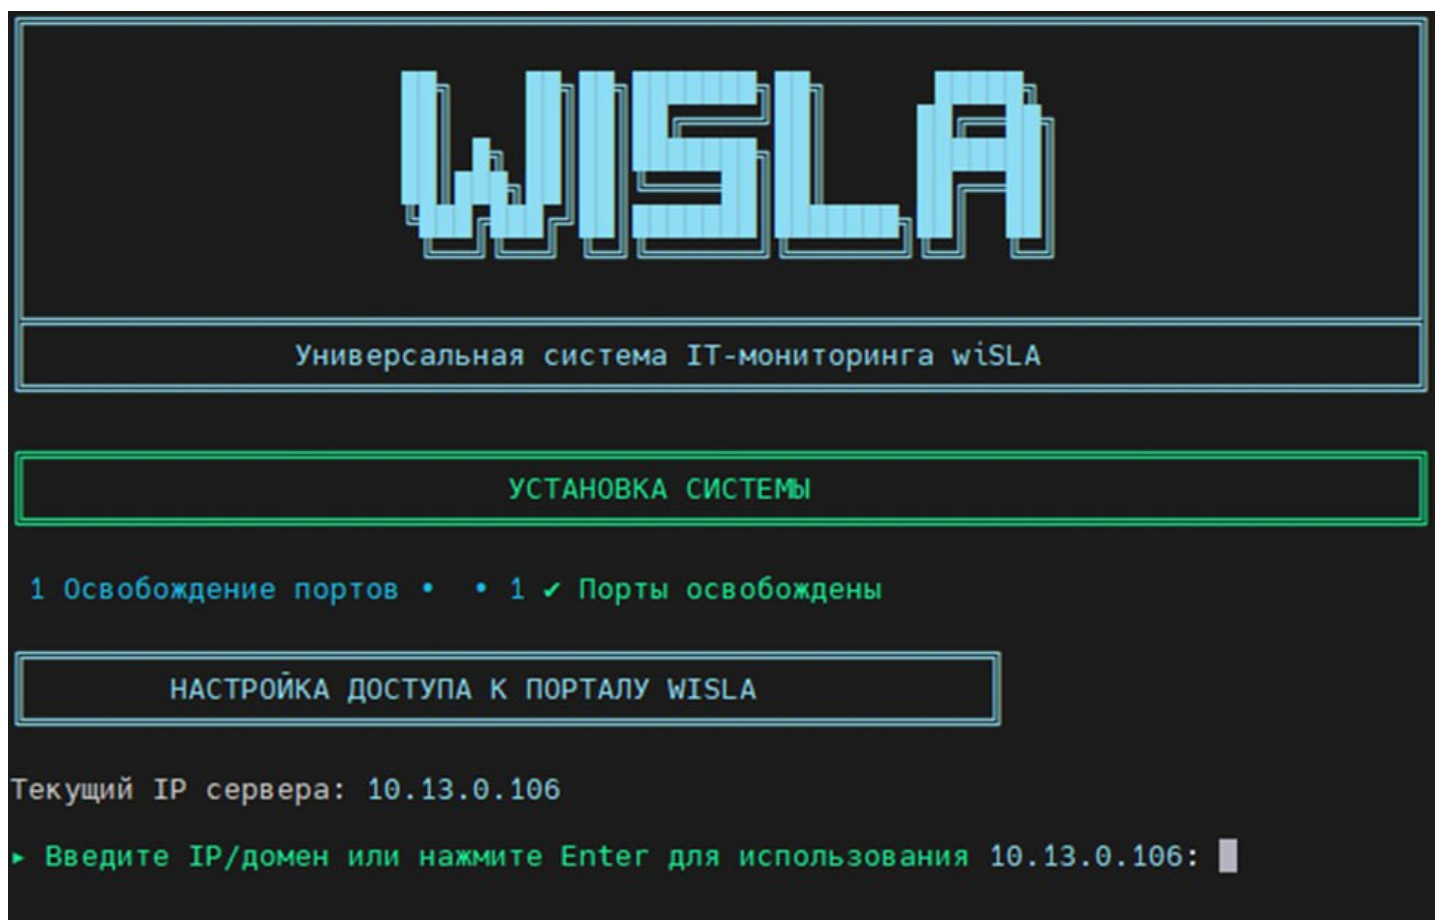 WISLA
Универсальная система IT-мониторинга wiSLA
УСТАНОВКА СИСТЕМЫ
1 Освобождение портов • • 1 ✔ Порты освобождены
НАСТРОЙКА ДОСТУПА К ПОРТАЛУ WISLA
Текущий IP сервера: 10.13.0.106
▸ Введите IP/домен или нажмите Enter для использования 10.13.0.106: